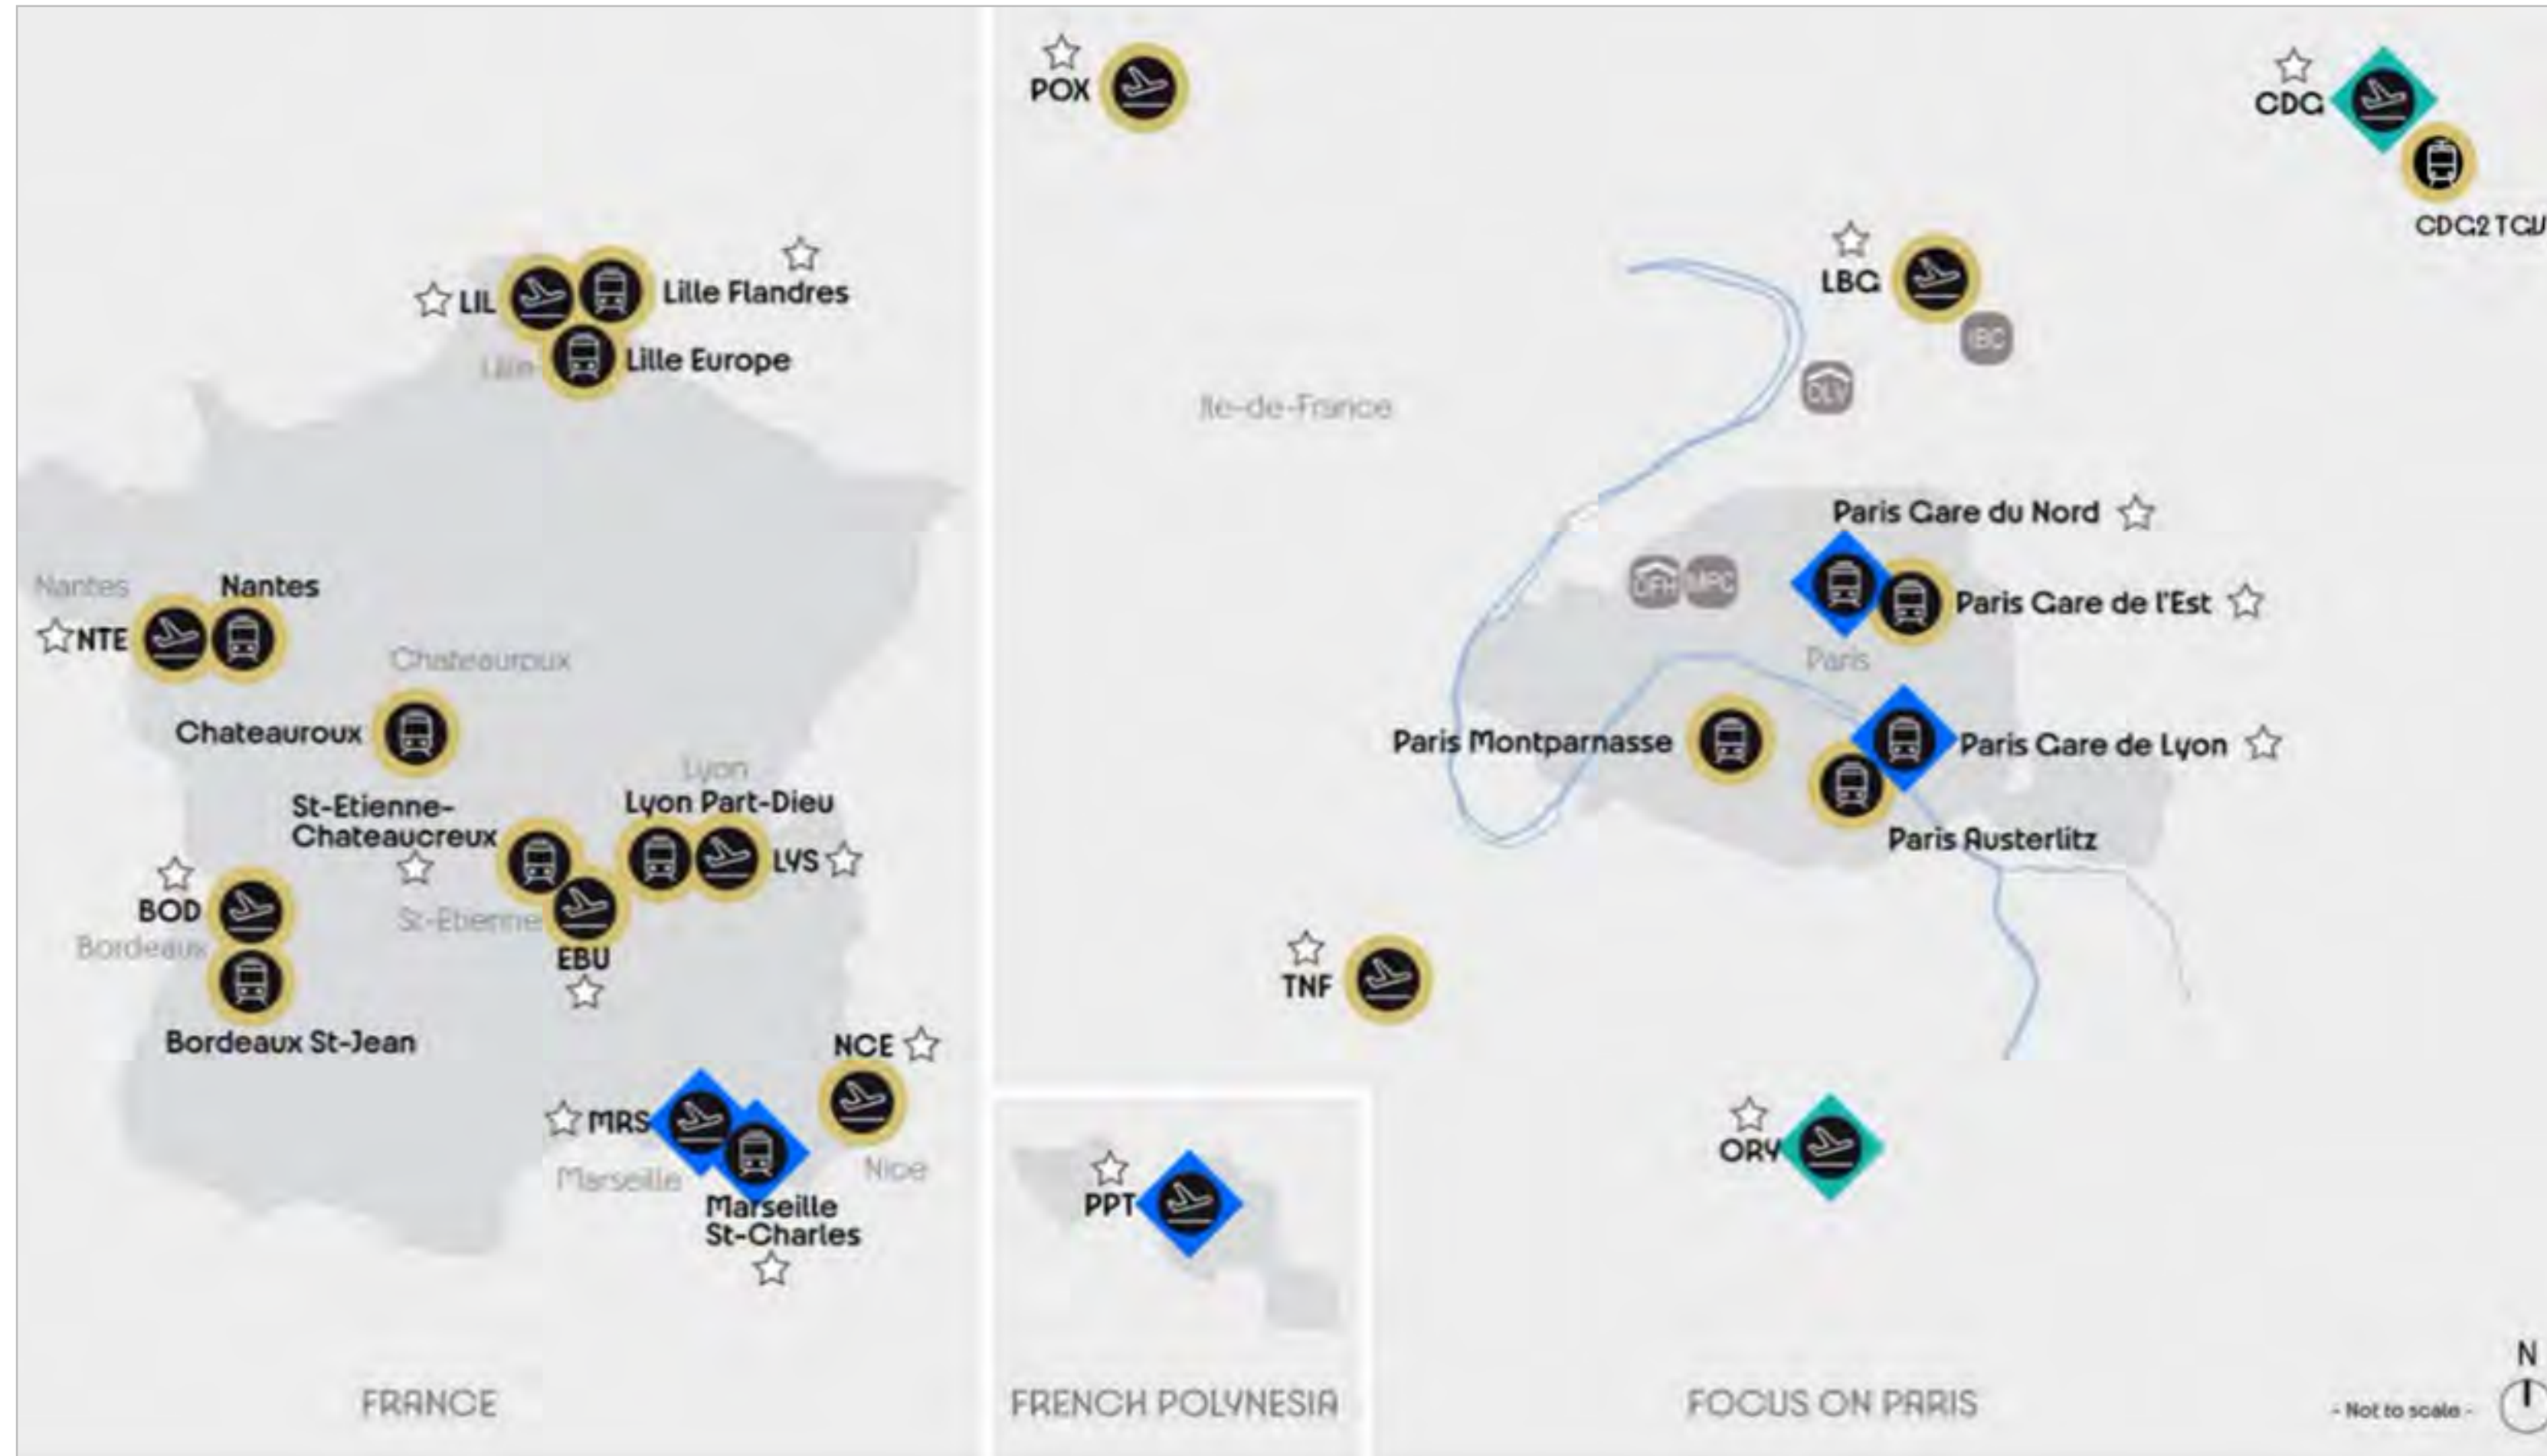 LIL
Lille Flandres
Lille Europe
Nantes
Nantes
NTE
Chateauroux
Chateauroux
Lyon
Lyon Part-Dieu
LYS
St-Etienne-
Chateaucreux
St-Etienne
EBU
BOD
Bordeaux
Bordeaux St-Jean
NCE
Nice
MRS
Marseille
Marseille
St-Charles
FRANCE
POX
CDG
CDG2 TGV
LBG
IBC
Ile-de-France
Paris Gare du Nord
Paris Gare de l'Est
MPC
Paris
Paris Montparnasse
Paris Gare de Lyon
Paris Austerlitz
TNF
ORY
PPT
FRENCH POLYNESIA
FOCUS ON PARIS
- Not to scale -
N